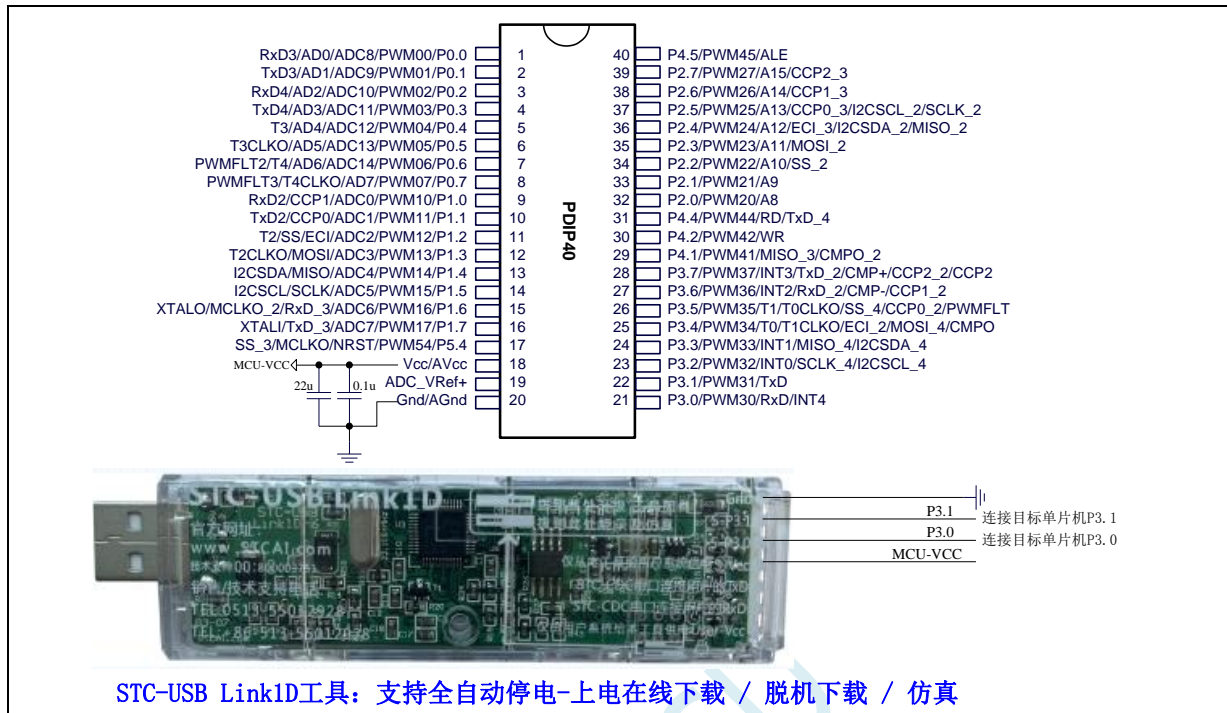 RxD3/AD0/ADC8/PWM00/P0.0 1
TxD3/AD1/ADC9/PWM01/P0.1 2
RxD4/AD2/ADC10/PWM02/P0.2 3
TxD4/AD3/ADC11/PWM03/P0.3 4
T3/AD4/ADC12/PWM04/P0.4 5
T3CLKO/AD5/ADC13/PWM05/P0.5 6
PWMFLT2/T4/AD6/ADC14/PWM06/P0.6 7
PWMFLT3/T4CLKO/AD7/PWM07/P0.7 8
RxD2/CCP1/ADC0/PWM10/P1.0 9
TxD2/CCP0/ADC1/PWM11/P1.1 10
T2/SS/ECI/ADC2/PWM12/P1.2 11
T2CLKO/MOSI/ADC3/PWM13/P1.3 12
I2CSDA/MISO/ADC4/PWM14/P1.4 13
I2CSCL/SCLK/ADC5/PWM15/P1.5 14
XTALO/MCLKO_2/RxD_3/ADC6/PWM16/P1.6 15
XTALI/TxD_3/ADC7/PWM17/P1.7 16
SS_3/MCLKO/NRST/PWM54/P5.4 17
MCU-VCC Vcc/AVcc 18
22u 0.1u ADC_VRef+ 19
Gnd/AGnd 20
PDIP40
40 P4.5/PWM45/ALE
39 P2.7/PWM27/A15/CCP2_3
38 P2.6/PWM26/A14/CCP1_3
37 P2.5/PWM25/A13/CCP0_3/I2CSCL_2/SCLK_2
36 P2.4/PWM24/A12/ECI_3/I2CSDA_2/MISO_2
35 P2.3/PWM23/A11/MOSI_2
34 P2.2/PWM22/A10/SS_2
33 P2.1/PWM21/A9
32 P2.0/PWM20/A8
31 P4.4/PWM44/RD/TxD_4
30 P4.2/PWM42/WR
29 P4.1/PWM41/MISO_3/CMPO_2
28 P3.7/PWM37/INT3/TxD_2/CMP+/CCP2_2/CCP2
27 P3.6/PWM36/INT2/RxD_2/CMP-/CCP1_2
26 P3.5/PWM35/T1/T0CLKO/SS_4/CCP0_2/PWMFLT
25 P3.4/PWM34/T0/T1CLKO/ECI_2/MOSI_4/CMPO
24 P3.3/PWM33/INT1/MISO_4/I2CSDA_4
23 P3.2/PWM32/INT0/SCLK_4/I2CSCL_4
22 P3.1/PWM31/TxD
21 P3.0/PWM30/RxD/INT4
STC-USB Link1D
官方网址:
www.STCAI.com
Gnd
S-P31
P3.1 连接目标单片机P3.1
P3.0 连接目标单片机P3.0
MCU-VCC
STC-USB Link1D工具：支持全自动停电-上电在线下载 / 脱机下载 / 仿真